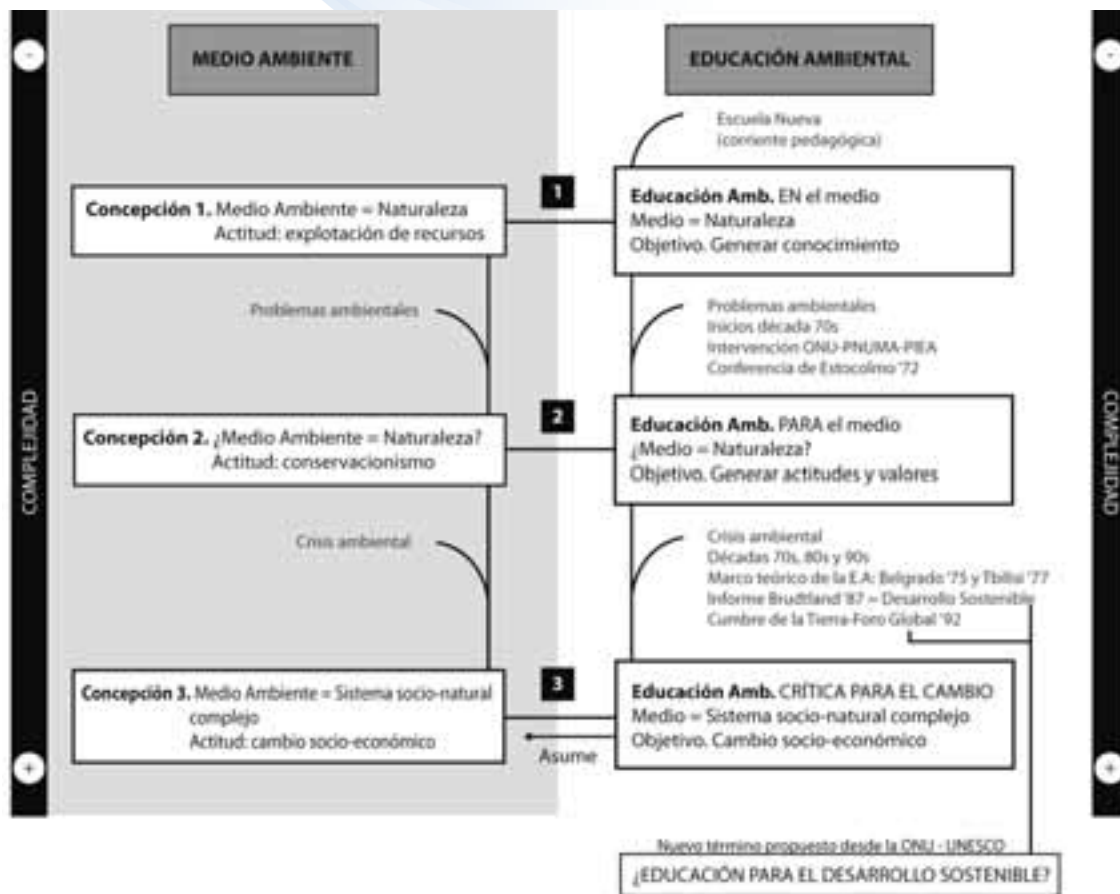 MEDIO AMBIENTE
EDUCACIÓN AMBIENTAL
-
-
Escuela Nueva
(corriente pedagógica)
1
Concepción 1. Medio Ambiente = Naturaleza
Actitud: explotación de recursos
Educación Amb. EN el medio
Medio = Naturaleza
Objetivo. Generar conocimiento
Problemas ambientales
Problemas ambientales
Inicios década 70s
Intervención ONU-PNUMA-PIEA
Conferencia de Estocolmo '72
COMPLEJIDAD
COMPLEJIDAD
2
Concepción 2. ¿Medio Ambiente = Naturaleza?
Actitud: conservacionismo
Educación Amb. PARA el medio
¿Medio = Naturaleza?
Objetivo. Generar actitudes y valores
Crisis ambiental
Crisis ambiental
Décadas 70s, 80s y 90s
Marco teórico de la E.A: Belgrado '75 y Tbilisi '77
Informe Brudtland '87 = Desarrollo Sostenible
Cumbre de la Tierra-Foro Global '92
3
Concepción 3. Medio Ambiente = Sistema socio-natural
complejo
Actitud: cambio socio-económico
Educación Amb. CRÍTICA PARA EL CAMBIO
Medio = Sistema socio-natural complejo
Objetivo. Cambio socio-económico
Asume
+
+
Nuevo término propuesto desde la ONU - UNESCO
¿EDUCACIÓN PARA EL DESARROLLO SOSTENIBLE?